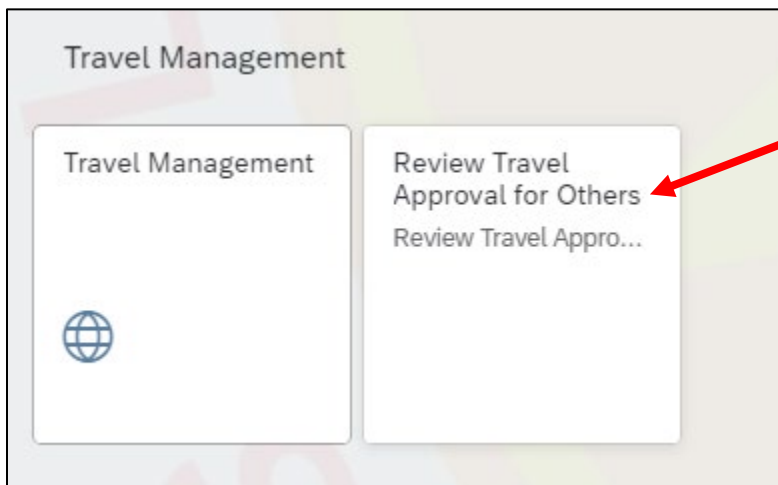 Travel Management
Travel Management
Review Travel
Approval for Others
Review Travel Appro...